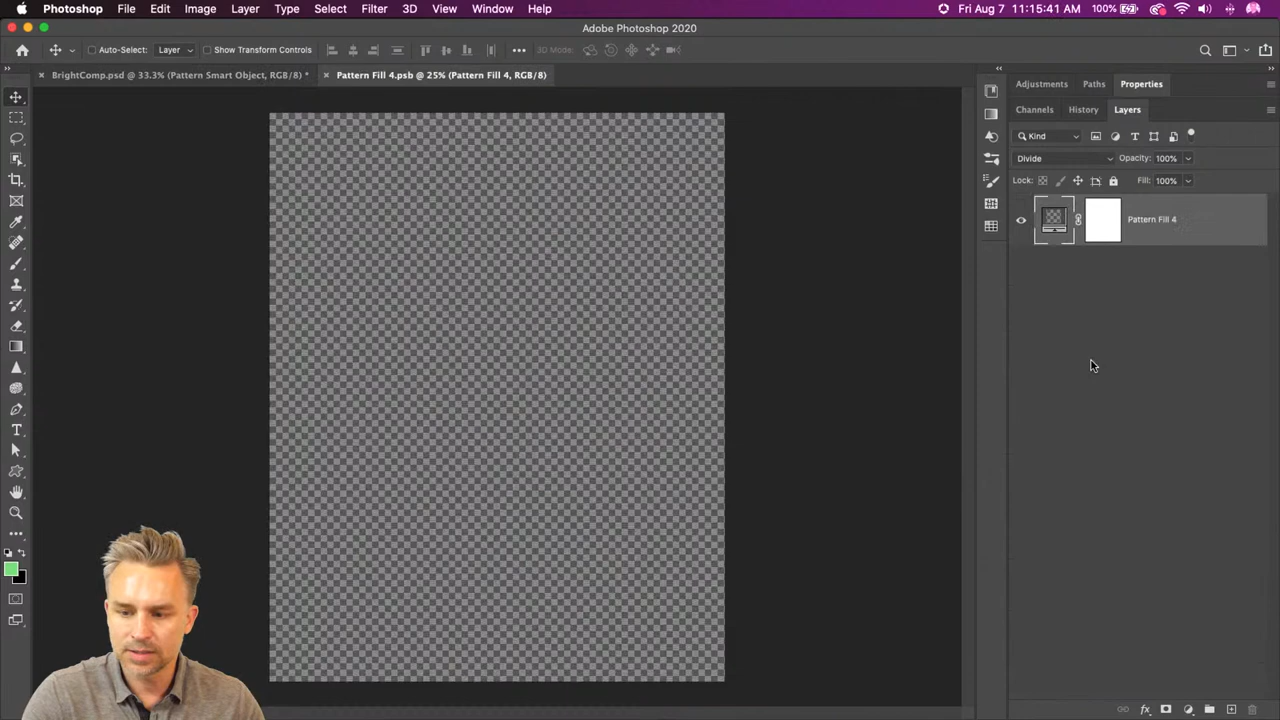 Photoshop File Edit Image Layer Type Select Filter 3D View Window Help Fri Aug 7 11:15:41 AM 100%
Adobe Photoshop 2020
Auto-Select: Layer Show Transform Controls 3D Mode:
BrightComp.psd @ 33.3% (Pattern Smart Object, RGB/8) * Pattern Fill 4.psb @ 25% (Pattern Fill 4, RGB/8)
Adjustments Paths Properties
Channels History Layers
Kind
Divide Opacity: 100%
Lock: Fill: 100%
Pattern Fill 4
fx